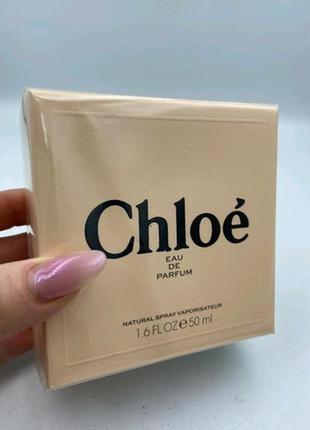 Chloé
EAU
DE
PARFUM
NATURAL SPRAY VAPORISATEUR
1.6 FL OZ ℮ 50 ml